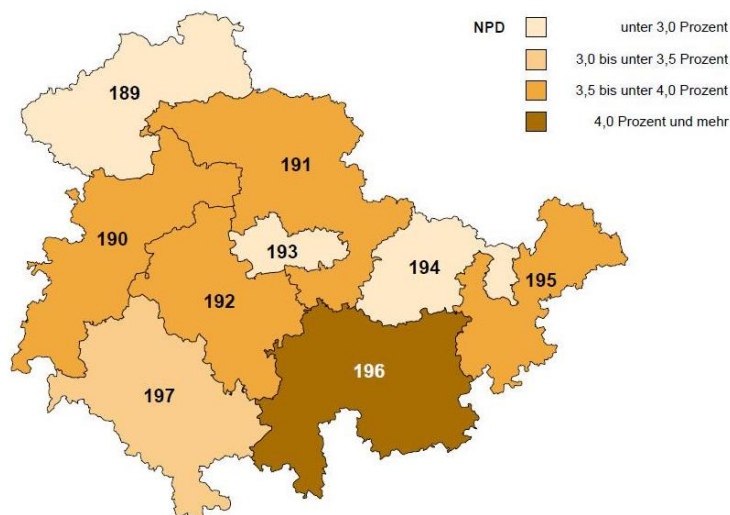 NPD unter 3,0 Prozent
3,0 bis unter 3,5 Prozent
3,5 bis unter 4,0 Prozent
4,0 Prozent und mehr
189
191
190
193
194
195
192
196
197